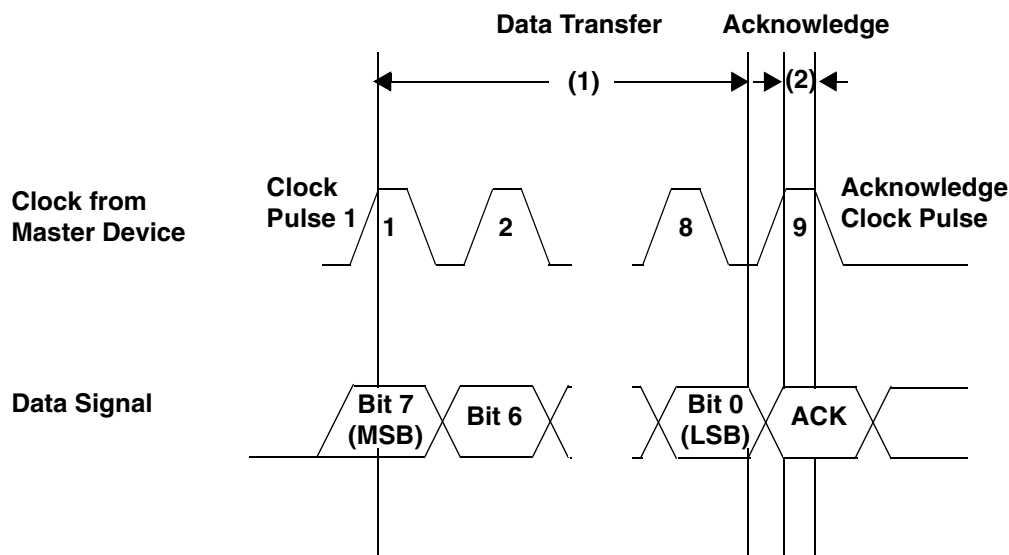 Data Transfer
Acknowledge
(1)
(2)
Clock from
Master Device
Clock
Pulse 1
1
2
8
9
Acknowledge
Clock Pulse
Data Signal
Bit 7
(MSB)
Bit 6
Bit 0
(LSB)
ACK